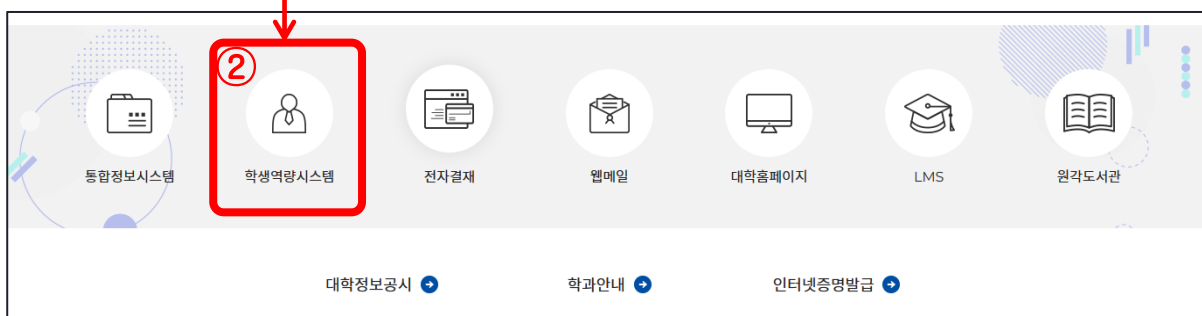 ②
통합정보시스템
학생역량시스템
전자결재
웹메일
대학홈페이지
LMS
원각도서관
대학정보공시
학과안내
인터넷증명발급